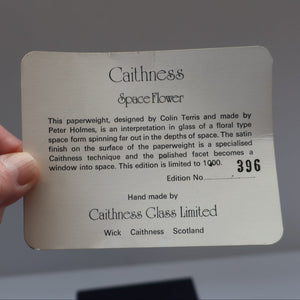 Caithness
Space Flower
This paperweight, designed by Colin Terris and made by
Peter Holmes, is an interpretation in glass of a floral type
space form spinning far out in the depths of space. The satin
finish on the surface of the paperweight is a specialised
Caithness technique and the polished facet becomes a
window into space. This edition is limited to 1000.
Edition No. 396
Hand made by
Caithness Glass Limited
Wick Caithness Scotland